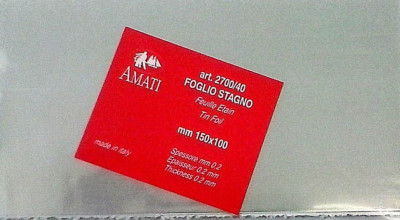 AMATI
art. 2700/40
FOGLIO STAGNO
Feuille Etain
Tin Foil
mm 150x100
made in italy
Spessore mm 0.2
Epaisseur 0.2 mm
Thickness 0.2 mm